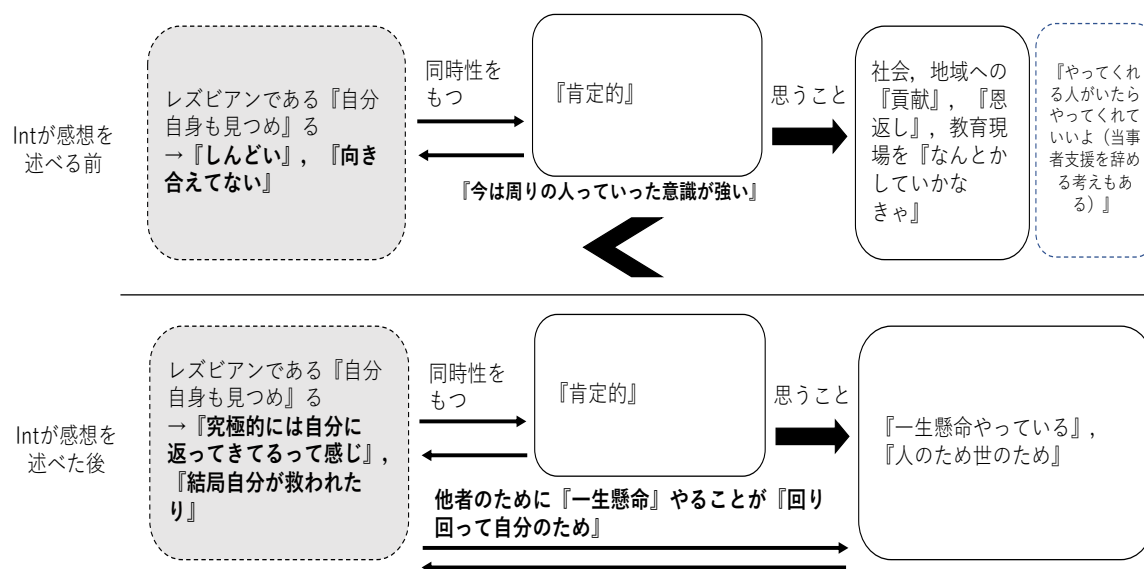 Intが感想を
述べる前
レズビアンである『自分
自身も見つめ』る
→『しんどい』，『向き
合えてない』
同時性を
もつ
『肯定的』
『今は周りの人っていった意識が強い』
思うこと
社会，地域への
『貢献』，『恩
返し』，教育現
場を『なんとか
していかな
きゃ』
『やってくれ
る人がいたら
やってくれて
いいよ（当事
者支援を辞め
る考えもあ
る）』
Intが感想を
述べた後
レズビアンである『自分
自身も見つめ』る
→『究極的には自分に
返ってきてるって感じ』，
『結局自分が救われた
り』
同時性を
もつ
『肯定的』
思うこと
『一生懸命やっている』，
『人のため世のため』
他者のために『一生懸命』やることが『回り
回って自分のため』